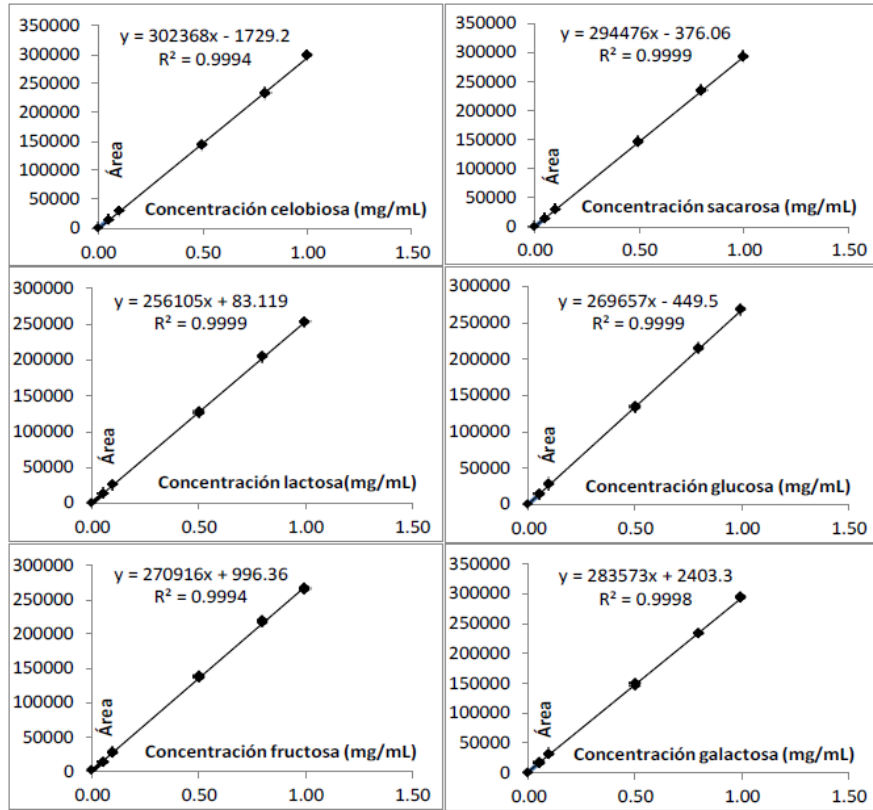 y = 302368x - 1729.2
R² = 0.9994
350000
300000
250000
200000
150000
100000
50000
0
Área
Concentración celobiosa (mg/mL)
0.00 0.50 1.00 1.50
y = 294476x - 376.06
R² = 0.9999
350000
300000
250000
200000
150000
100000
50000
0
Área
Concentración sacarosa (mg/mL)
0.00 0.50 1.00 1.50
y = 256105x + 83.119
R² = 0.9999
300000
250000
200000
150000
100000
50000
0
Área
Concentración lactosa(mg/mL)
0.00 0.50 1.00 1.50
y = 269657x - 449.5
R² = 0.9999
300000
250000
200000
150000
100000
50000
0
Área
Concentración glucosa (mg/mL)
0.00 0.50 1.00 1.50
y = 270916x + 996.36
R² = 0.9994
300000
250000
200000
150000
100000
50000
0
Área
Concentración fructosa (mg/mL)
0.00 0.50 1.00 1.50
y = 283573x + 2403.3
R² = 0.9998
350000
300000
250000
200000
150000
100000
50000
0
Área
Concentración galactosa (mg/mL)
0.00 0.50 1.00 1.50